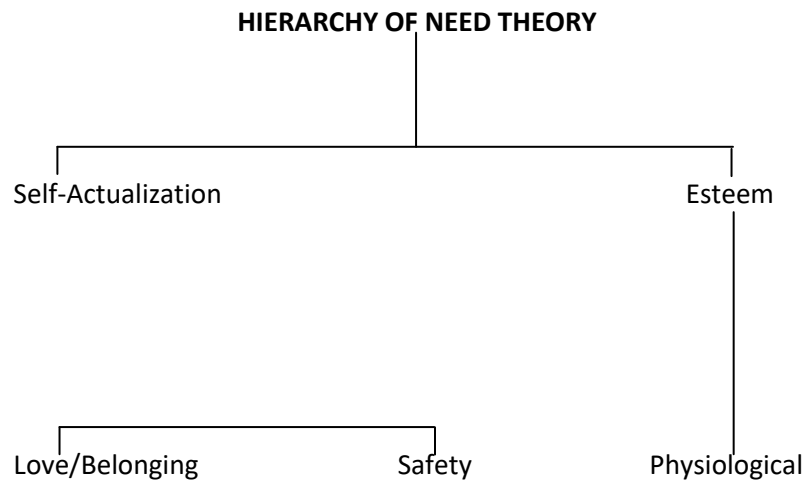 HIERARCHY OF NEED THEORY
Self-Actualization Esteem
Love/Belonging Safety Physiological